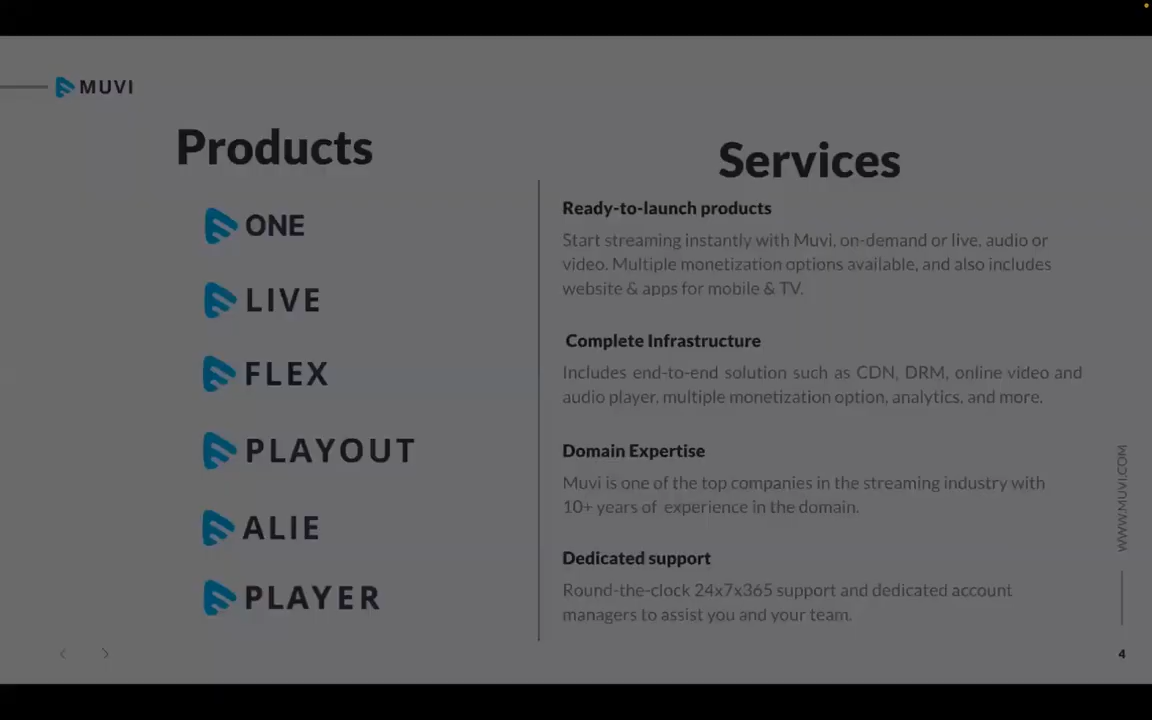 MUVI
Products
ONE
LIVE
FLEX
PLAYOUT
ALIE
PLAYER
Services
Ready-to-launch products
Start streaming instantly with Muvi, on-demand or live, audio or
video. Multiple monetization options available, and also includes
website & apps for mobile & TV.
Complete Infrastructure
Includes end-to-end solution such as CDN, DRM, online video and
audio player, multiple monetization option, analytics, and more.
Domain Expertise
Muvi is one of the top companies in the streaming industry with
10+ years of experience in the domain.
Dedicated support
Round-the-clock 24x7x365 support and dedicated account
managers to assist you and your team.
WWW.MUVI.COM
4